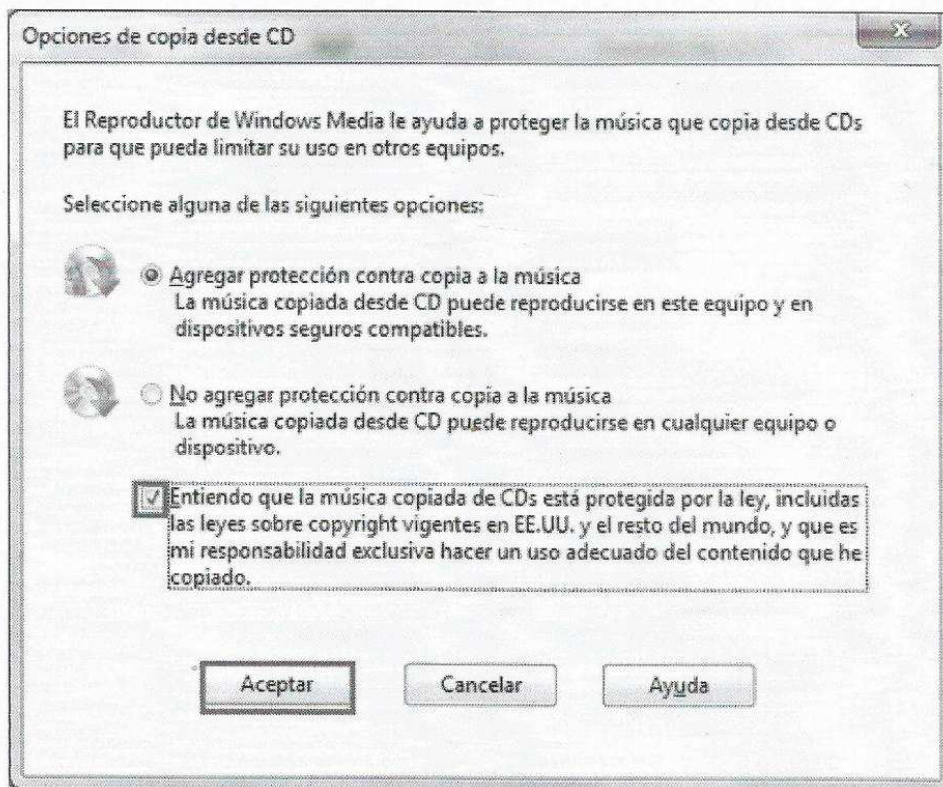 Opciones de copia desde CD
El Reproductor de Windows Media le ayuda a proteger la música que copia desde CDs
para que pueda limitar su uso en otros equipos.
Seleccione alguna de las siguientes opciones:
Agregar protección contra copia a la música
La música copiada desde CD puede reproducirse en este equipo y en
dispositivos seguros compatibles.
No agregar protección contra copia a la música
La música copiada desde CD puede reproducirse en cualquier equipo o
dispositivo.
Entiendo que la música copiada de CDs está protegida por la ley, incluidas
las leyes sobre copyright vigentes en EE.UU. y el resto del mundo, y que es
mi responsabilidad exclusiva hacer un uso adecuado del contenido que he
copiado.
Aceptar Cancelar Ayuda